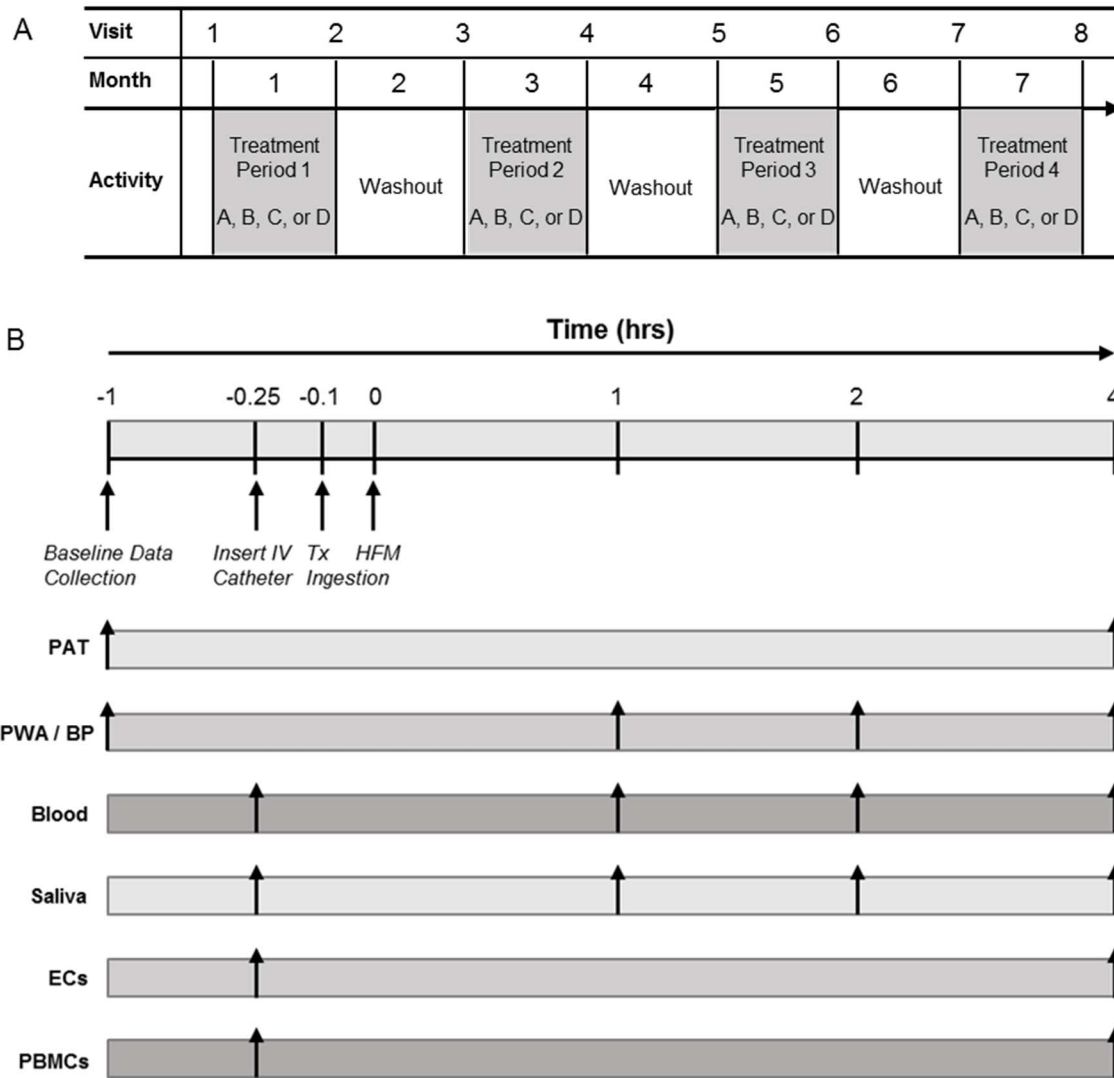 A
Visit 1 2 3 4 5 6 7 8
Month 1 2 3 4 5 6 7
Activity
Treatment Period 1
A, B, C, or D
Washout
Treatment Period 2
A, B, C, or D
Washout
Treatment Period 3
A, B, C, or D
Washout
Treatment Period 4
A, B, C, or D
B
Time (hrs)
-1 -0.25 -0.1 0 1 2 4
Baseline Data
Collection
Insert IV
Catheter
Tx
Ingestion
HFM
PAT
PWA / BP
Blood
Saliva
ECs
PBMCs